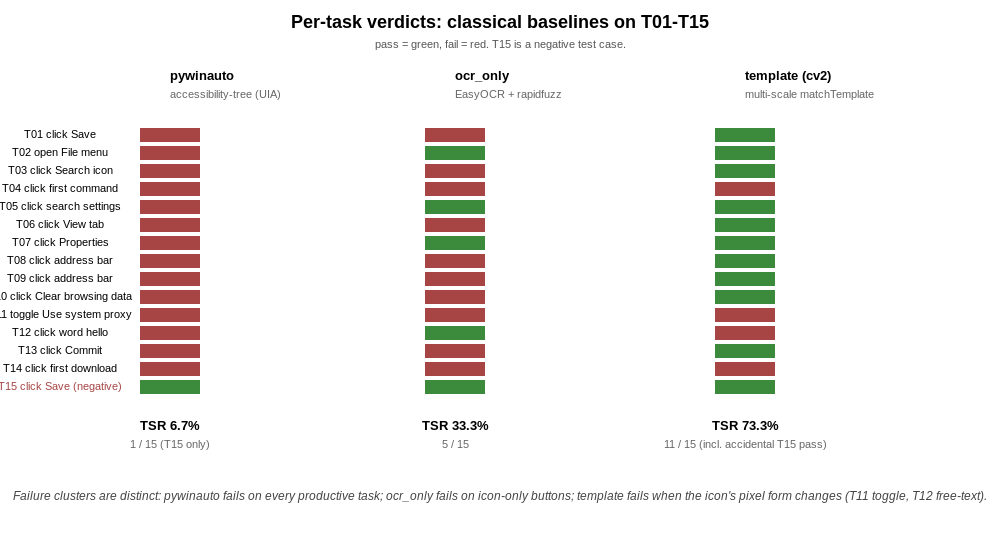 Per-task verdicts: classical baselines on T01-T15
pass = green, fail = red. T15 is a negative test case.
pywinauto
ocr_only
template (cv2)
accessibility-tree (UIA)
EasyOCR + rapidfuzz
multi-scale matchTemplate
T01 click Save
T02 open File menu
T03 click Search icon
T04 click first command
T05 click search settings
T06 click View tab
T07 click Properties
T08 click address bar
T09 click address bar
0 click Clear browsing data
1 toggle Use system proxy
T12 click word hello
T13 click Commit
T14 click first download
T15 click Save (negative)
TSR 6.7%
TSR 33.3%
TSR 73.3%
1 / 15 (T15 only)
5 / 15
11 / 15 (incl. accidental T15 pass)
Failure clusters are distinct: pywinauto fails on every productive task; ocr_only fails on icon-only buttons; template fails when the icon's pixel form changes (T11 toggle, T12 free-text).